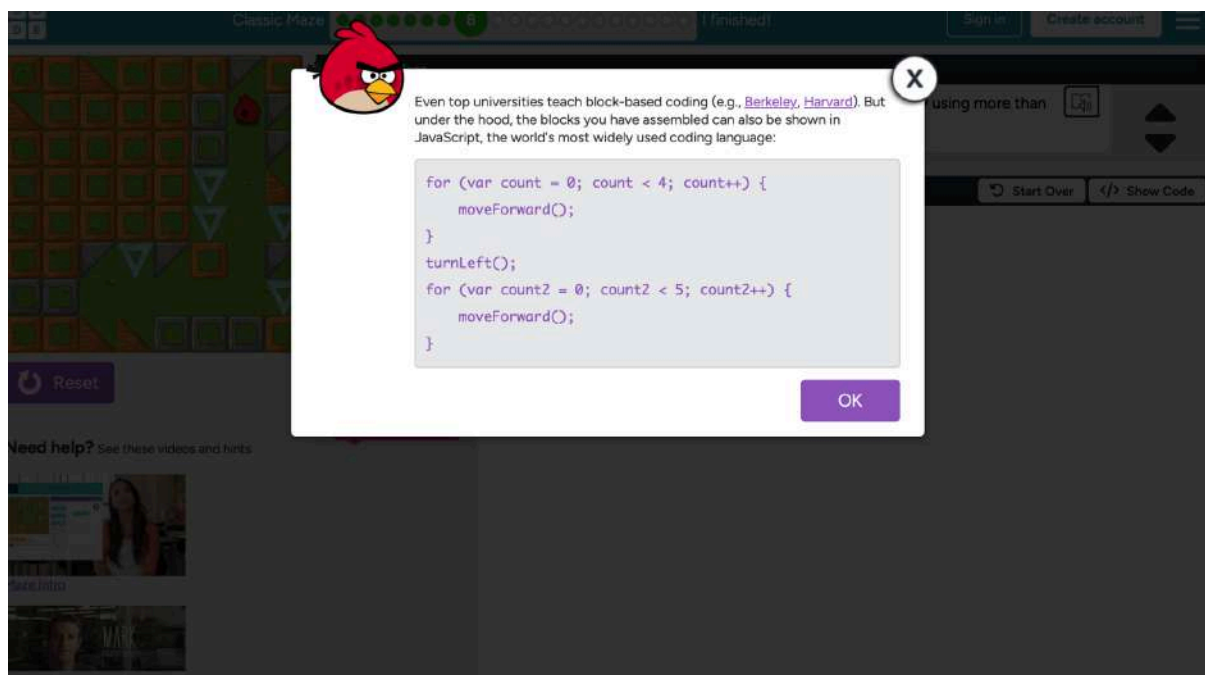 Classic Maze
8
I finished!
Sign in
Create account
Even top universities teach block-based coding (e.g., Berkeley, Harvard). But
under the hood, the blocks you have assembled can also be shown in
JavaScript, the world's most widely used coding language:
X
using more than
for (var count = 0; count < 4; count++) {
moveForward();
}
turnLeft();
for (var count2 = 0; count2 < 5; count2++) {
moveForward();
}
Start Over
</> Show Code
OK
Reset
Need help? See these videos and hints
Maze Intro
MARK